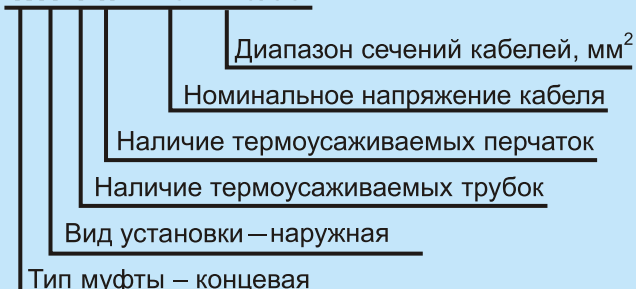 Диапазон сечений кабелей, мм²
Номинальное напряжение кабеля
Наличие термоусаживаемых перчаток
Наличие термоусаживаемых трубок
Вид установки — наружная
Тип муфты – концевая